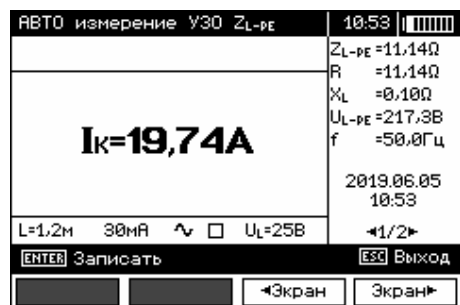 АВТО измерение УЗО ZL-PE 10:53
ZL-PE=11,14Ω
R =11,14Ω
XL =0,10Ω
UL-PE=217,3В
f =50,0Гц
Iк=19,74А
2019.06.05
10:53
L=1,2м 30мА UL=25В ◄1/2►
ENTER Записать ESC Выход
◄Экран Экран►